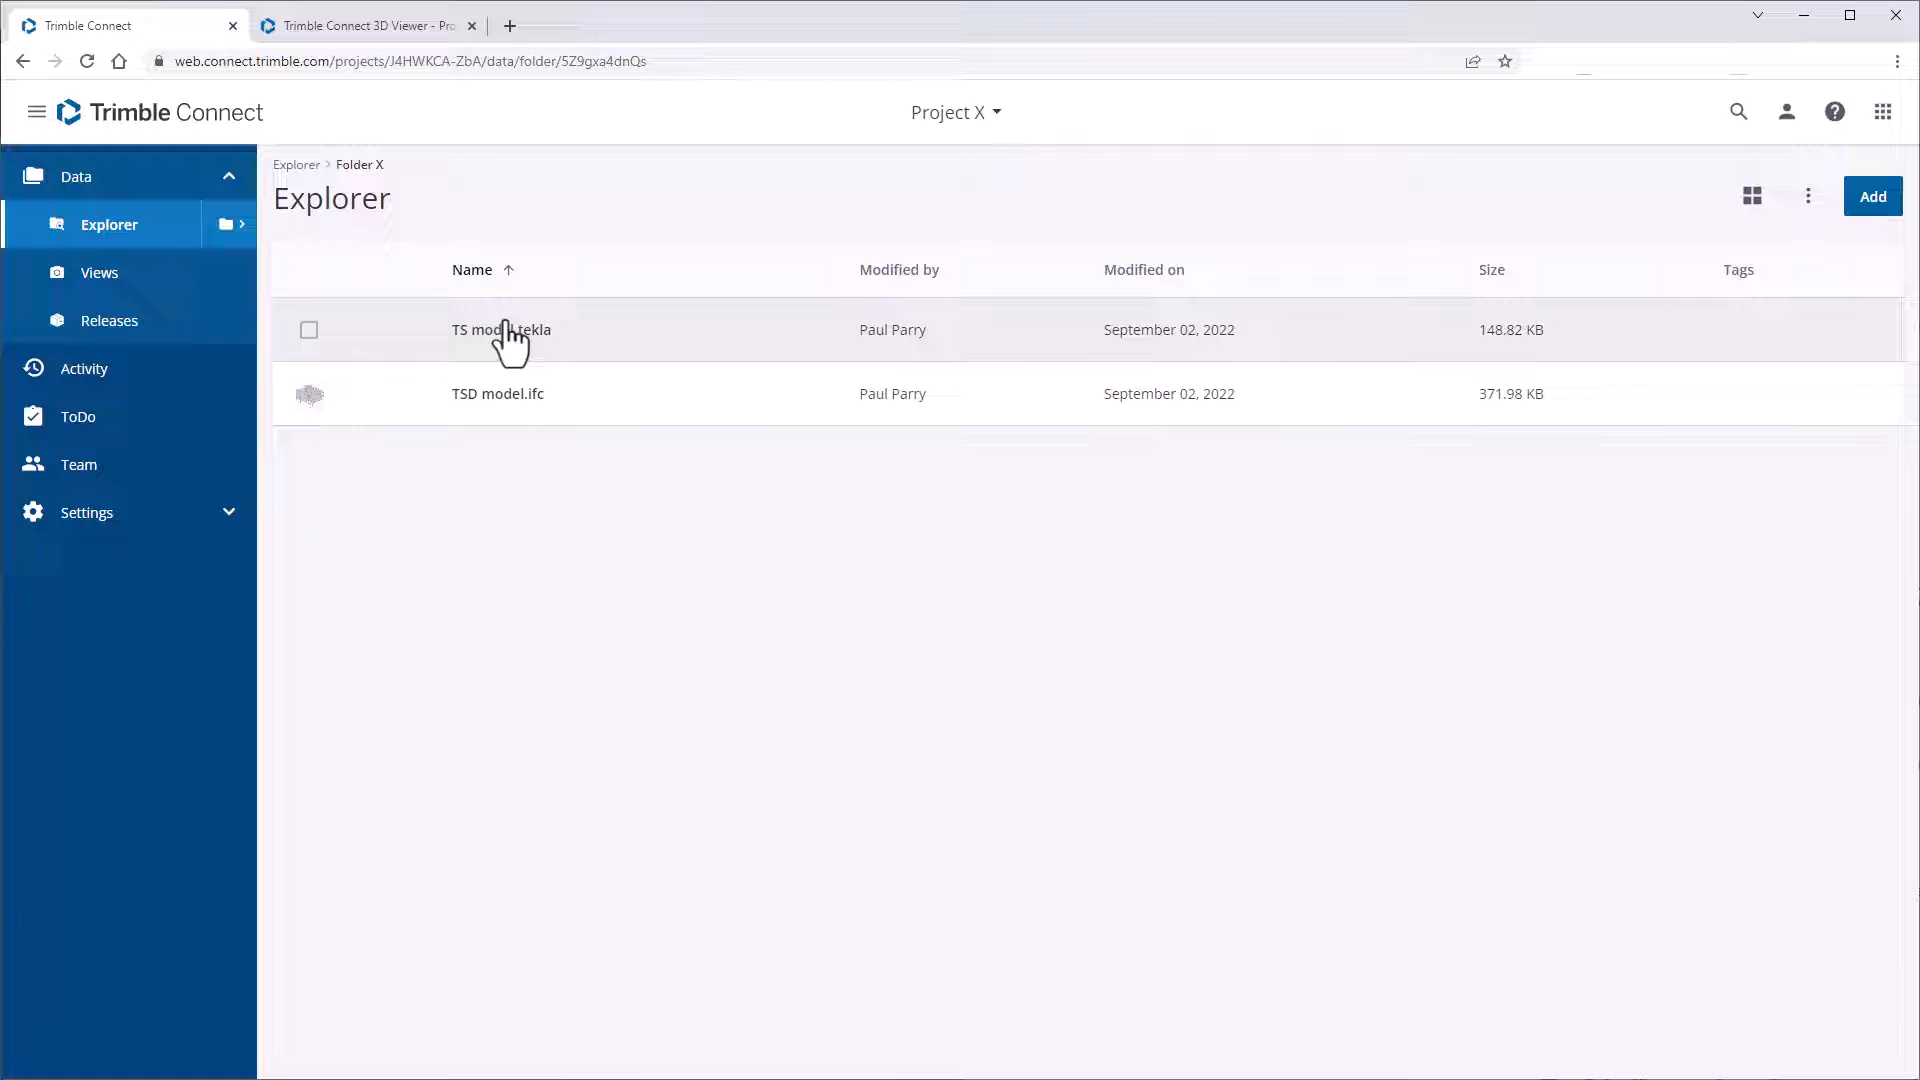 Trimble Connect
Trimble Connect 3D Viewer - Pro
web.connect.trimble.com/projects/J4HWKCA-ZbA/data/folder/5Z9gxa4dnQs
Trimble Connect
Project X
Data
Explorer
Views
Releases
Activity
ToDo
Team
Settings
Explorer > Folder X
Explorer
Add
Name Modified by Modified on Size Tags
TS model.tekla Paul Parry September 02, 2022 148.82 KB
TSD model.ifc Paul Parry September 02, 2022 371.98 KB